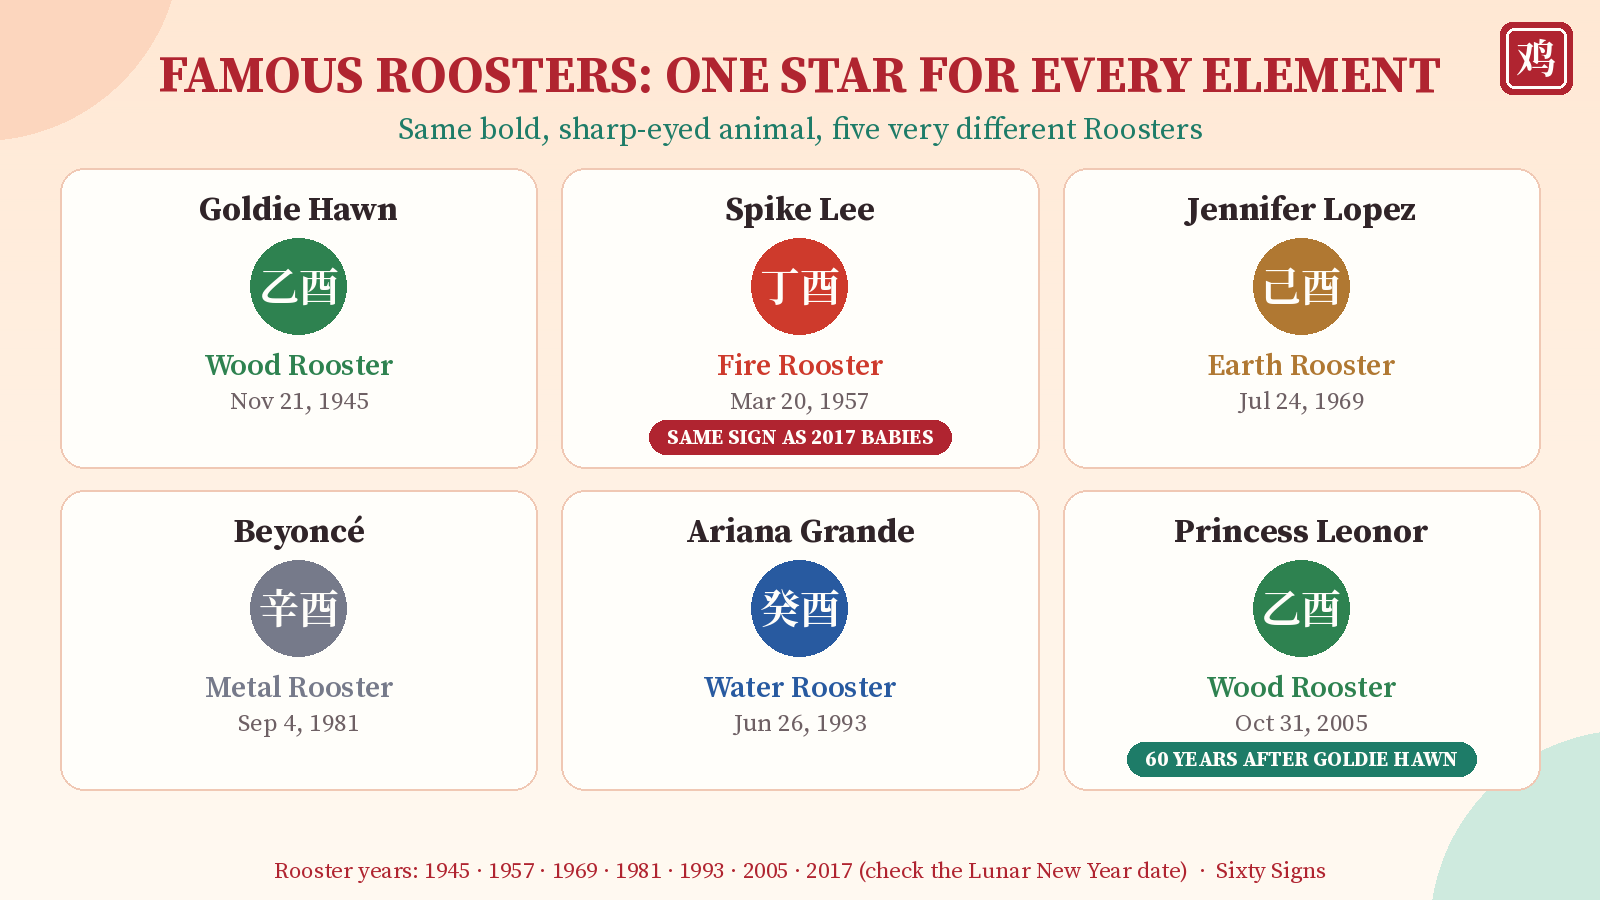 鸡
FAMOUS ROOSTERS: ONE STAR FOR EVERY ELEMENT
Same bold, sharp-eyed animal, five very different Roosters
Goldie Hawn
乙酉
Wood Rooster
Nov 21, 1945
Spike Lee
丁酉
Fire Rooster
Mar 20, 1957
SAME SIGN AS 2017 BABIES
Jennifer Lopez
己酉
Earth Rooster
Jul 24, 1969
Beyoncé
辛酉
Metal Rooster
Sep 4, 1981
Ariana Grande
癸酉
Water Rooster
Jun 26, 1993
Princess Leonor
乙酉
Wood Rooster
Oct 31, 2005
60 YEARS AFTER GOLDIE HAWN
Rooster years: 1945 · 1957 · 1969 · 1981 · 1993 · 2005 · 2017 (check the Lunar New Year date) · Sixty Signs